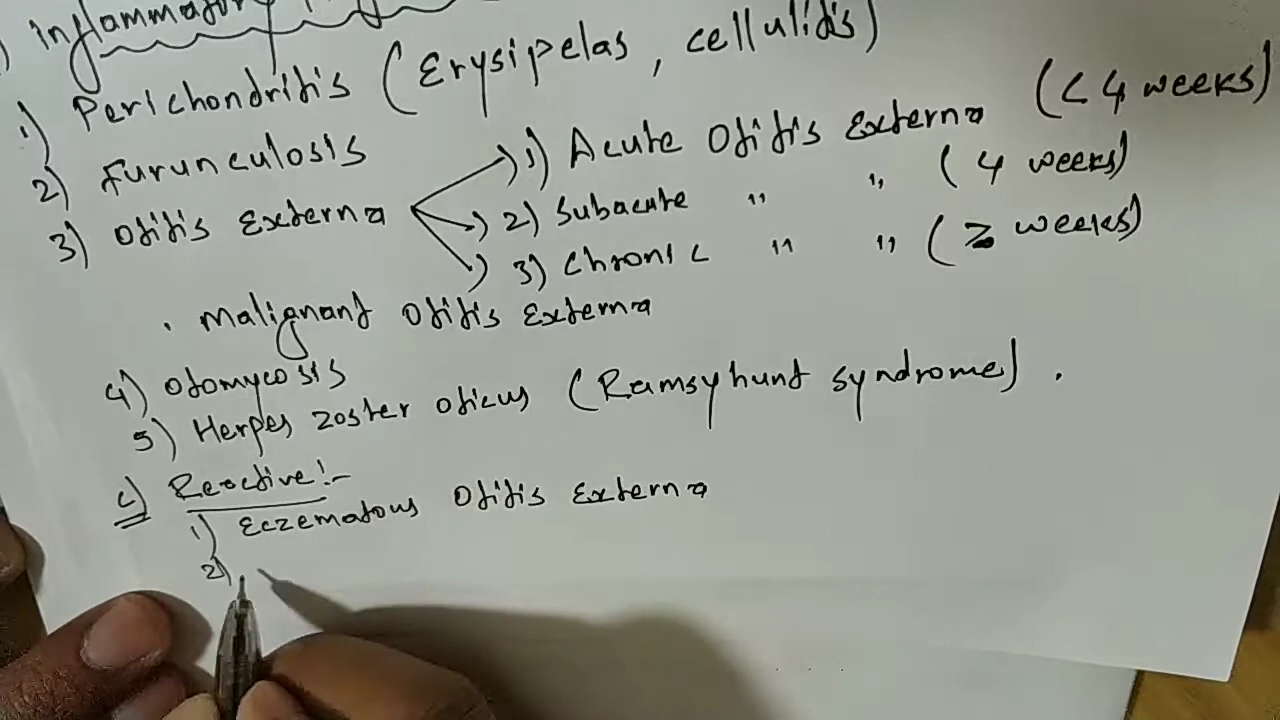 ) Inflammatory
1) Perichondritis (Erysipelas, cellulitis)
2) Furunculosis
3) Otitis Externa
1) Acute Otitis Externa (< 4 weeks)
2) Subacute " " (4 weeks)
3) Chronic " " ( weeks)
. Malignant Otitis Externa
4) Otomycosis
5) Herpes zoster oticus (Ramsyhunt syndrome).
C) Reactive:-
1) Eczematous Otitis Externa
2)